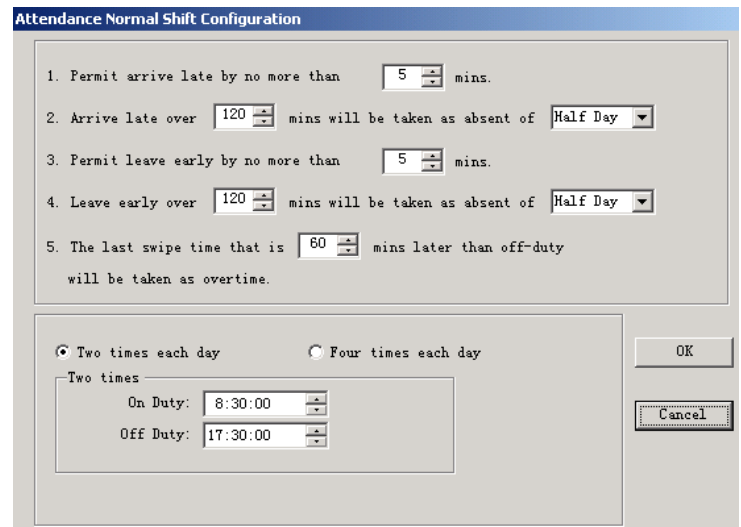 Attendance Normal Shift Configuration
1. Permit arrive late by no more than 5 mins.
2. Arrive late over 120 mins will be taken as absent of Half Day
3. Permit leave early by no more than 5 mins.
4. Leave early over 120 mins will be taken as absent of Half Day
5. The last swipe time that is 60 mins later than off-duty
will be taken as overtime.
Two times each day Four times each day
Two times
On Duty: 8:30:00
Off Duty: 17:30:00
OK
Cancel